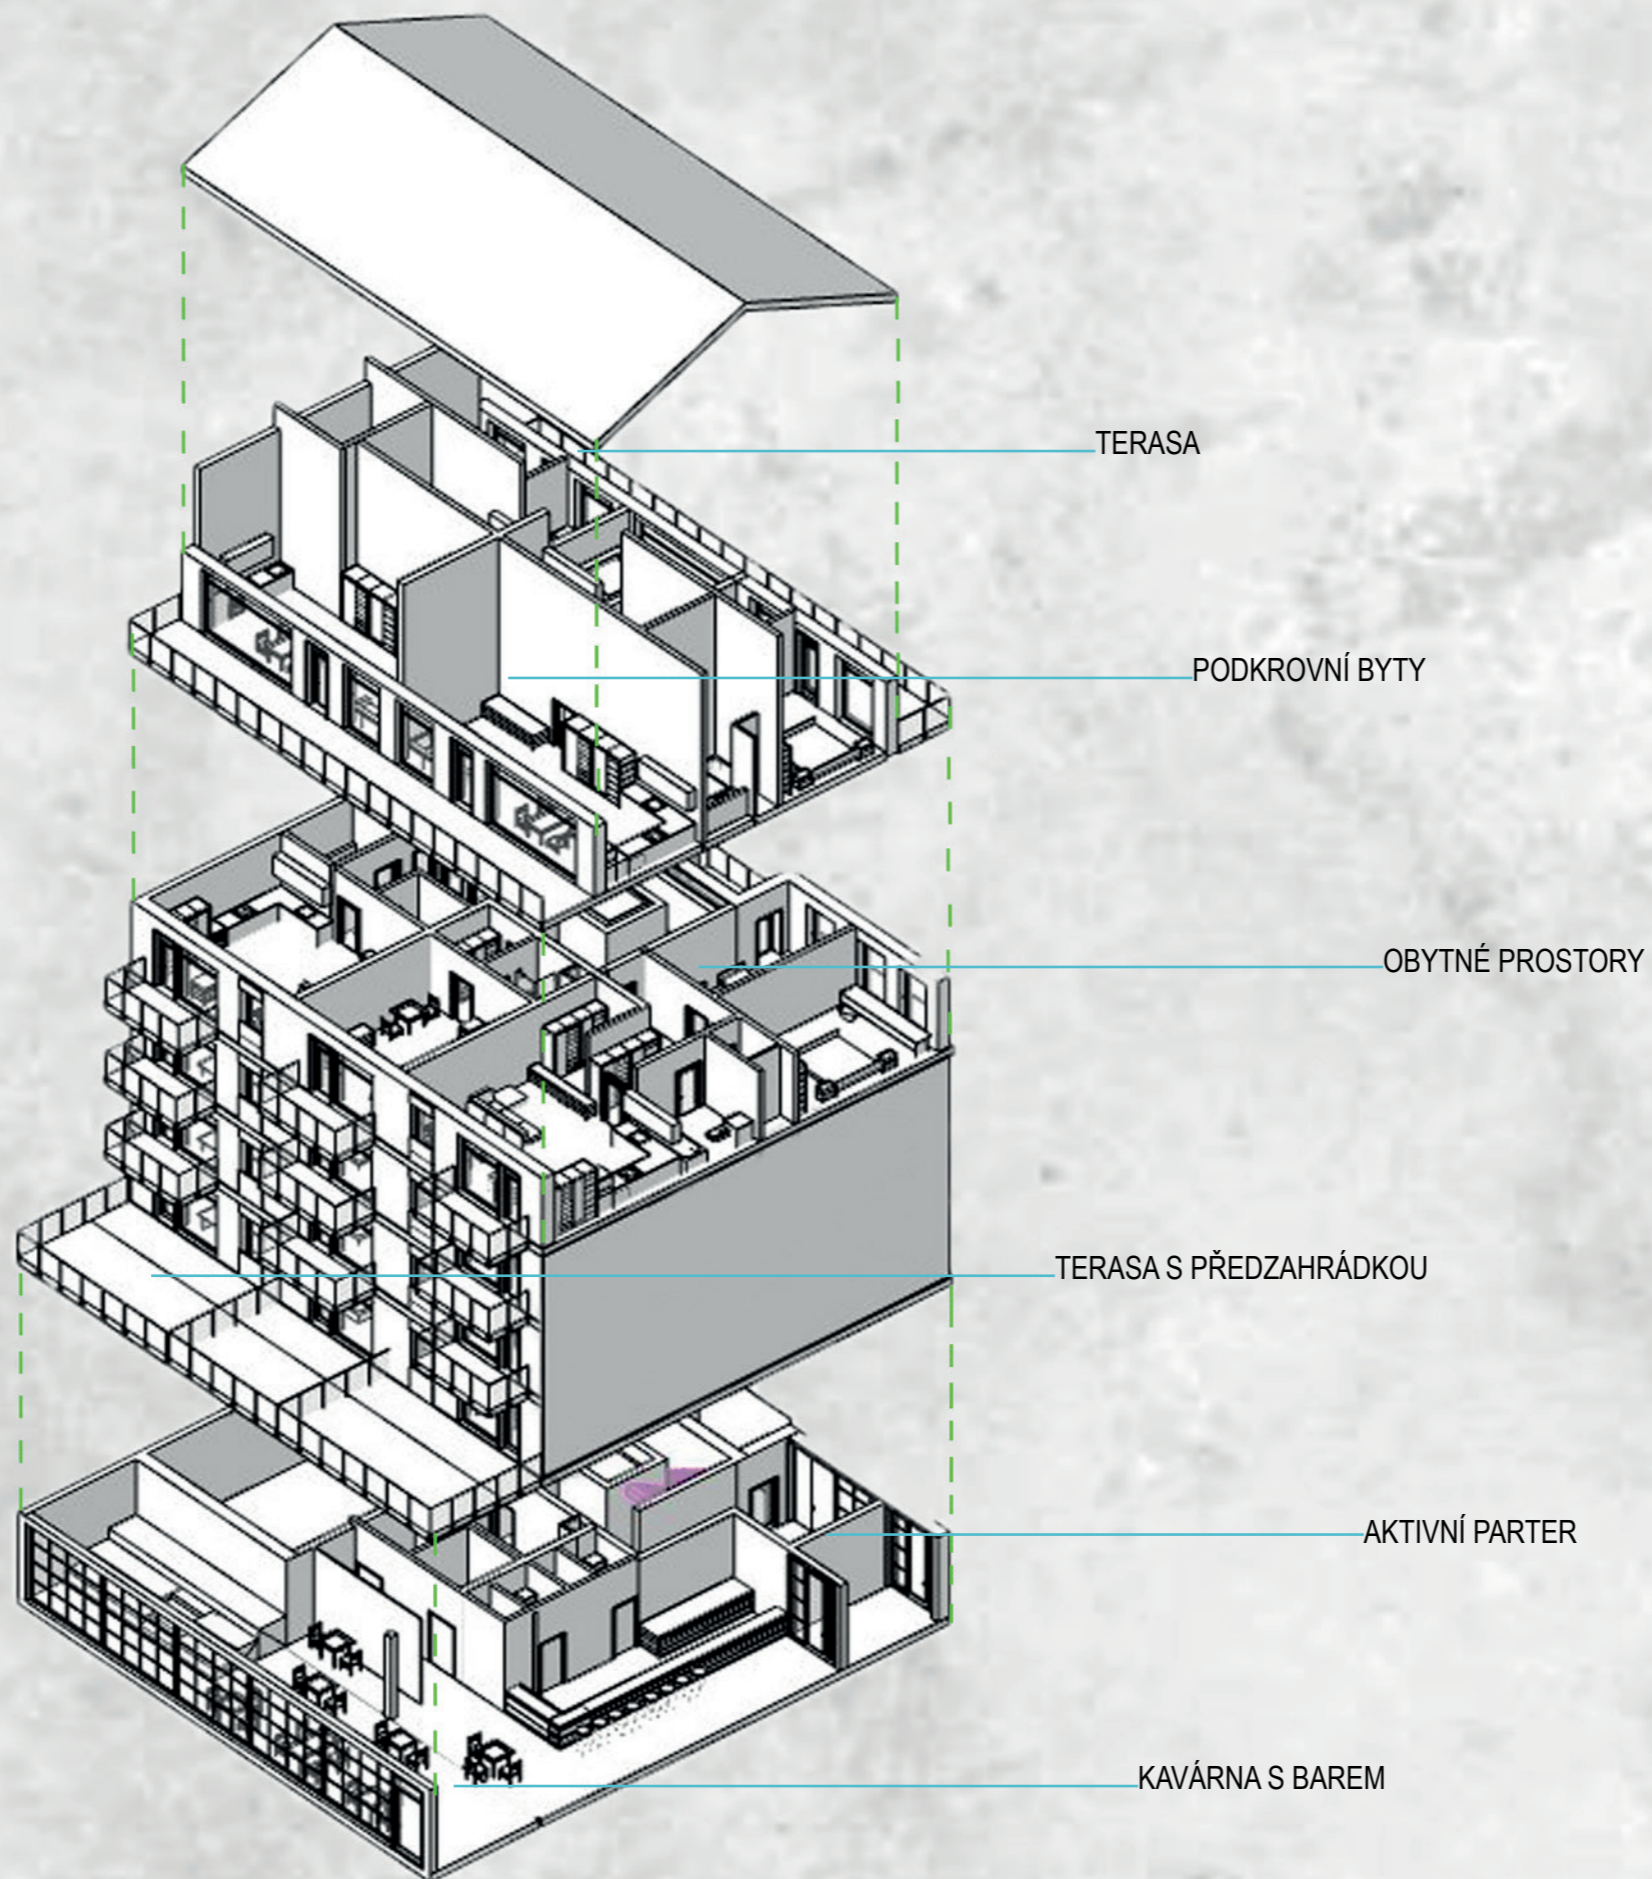 TERASA
PODKROVNÍ BYTY
OBYTNÉ PROSTORY
TERASA S PŘEDZAHRÁDKOU
AKTIVNÍ PARTER
KAVÁRNA S BAREM